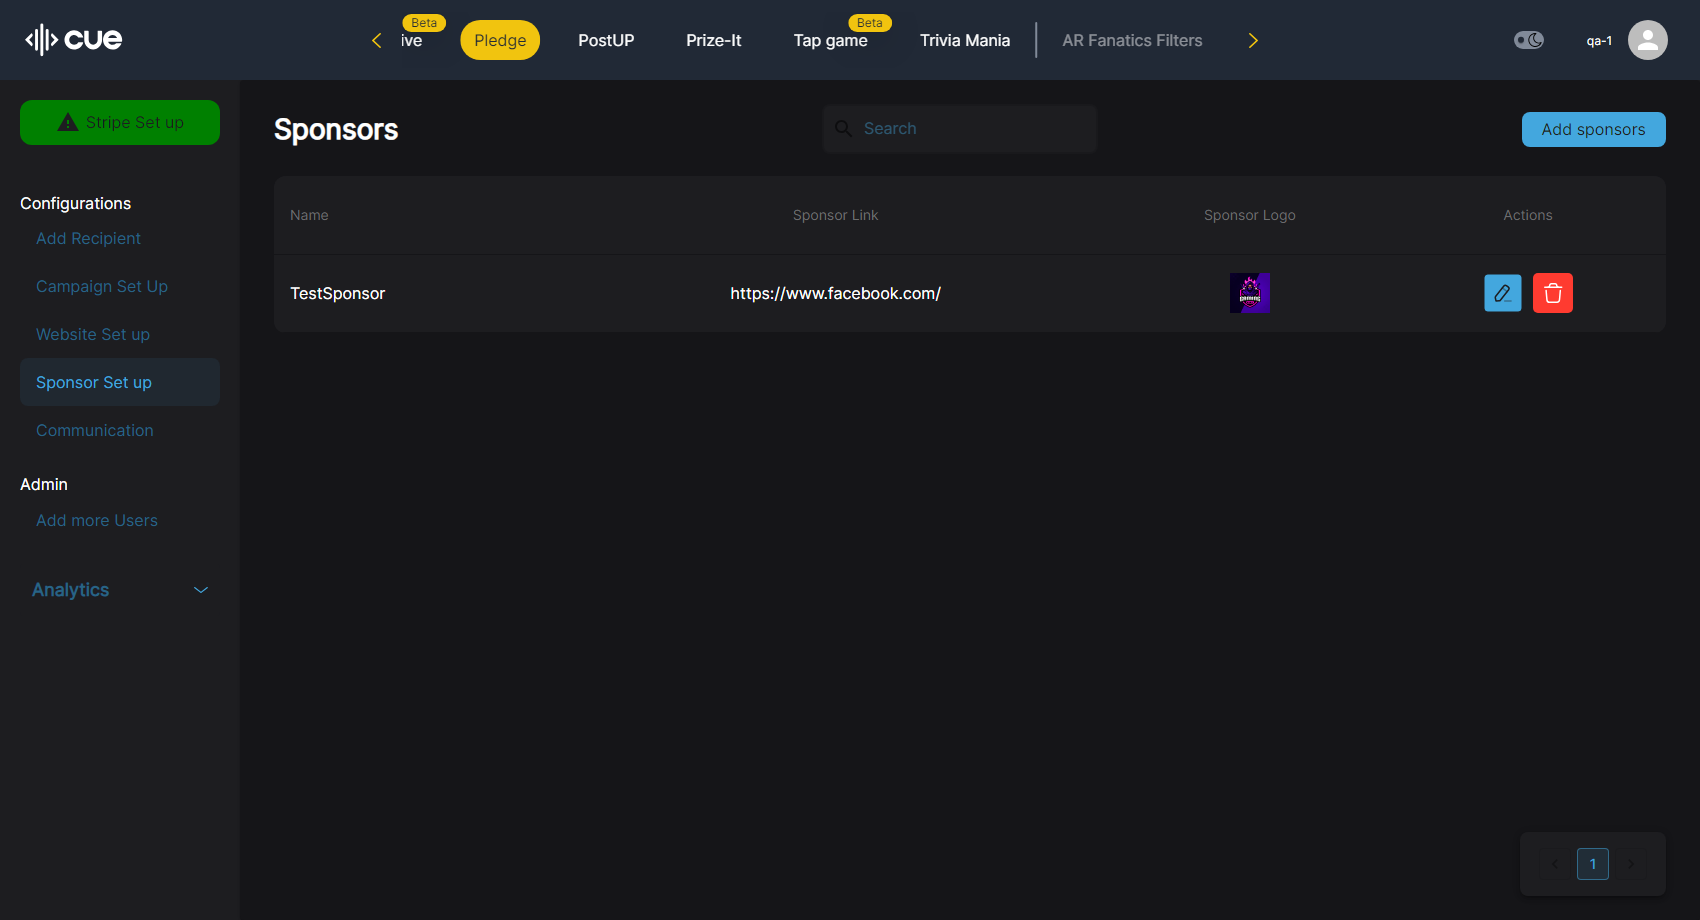 cue
Beta
ive
Pledge
PostUP
Prize-It
Beta
Tap game
Trivia Mania
AR Fanatics Filters
qa-1
Stripe Set up
Configurations
Add Recipient
Campaign Set Up
Website Set up
Sponsor Set up
Communication
Admin
Add more Users
Analytics
Sponsors
Search
Add sponsors
Name
Sponsor Link
Sponsor Logo
Actions
TestSponsor
https://www.facebook.com/
GAMING
1